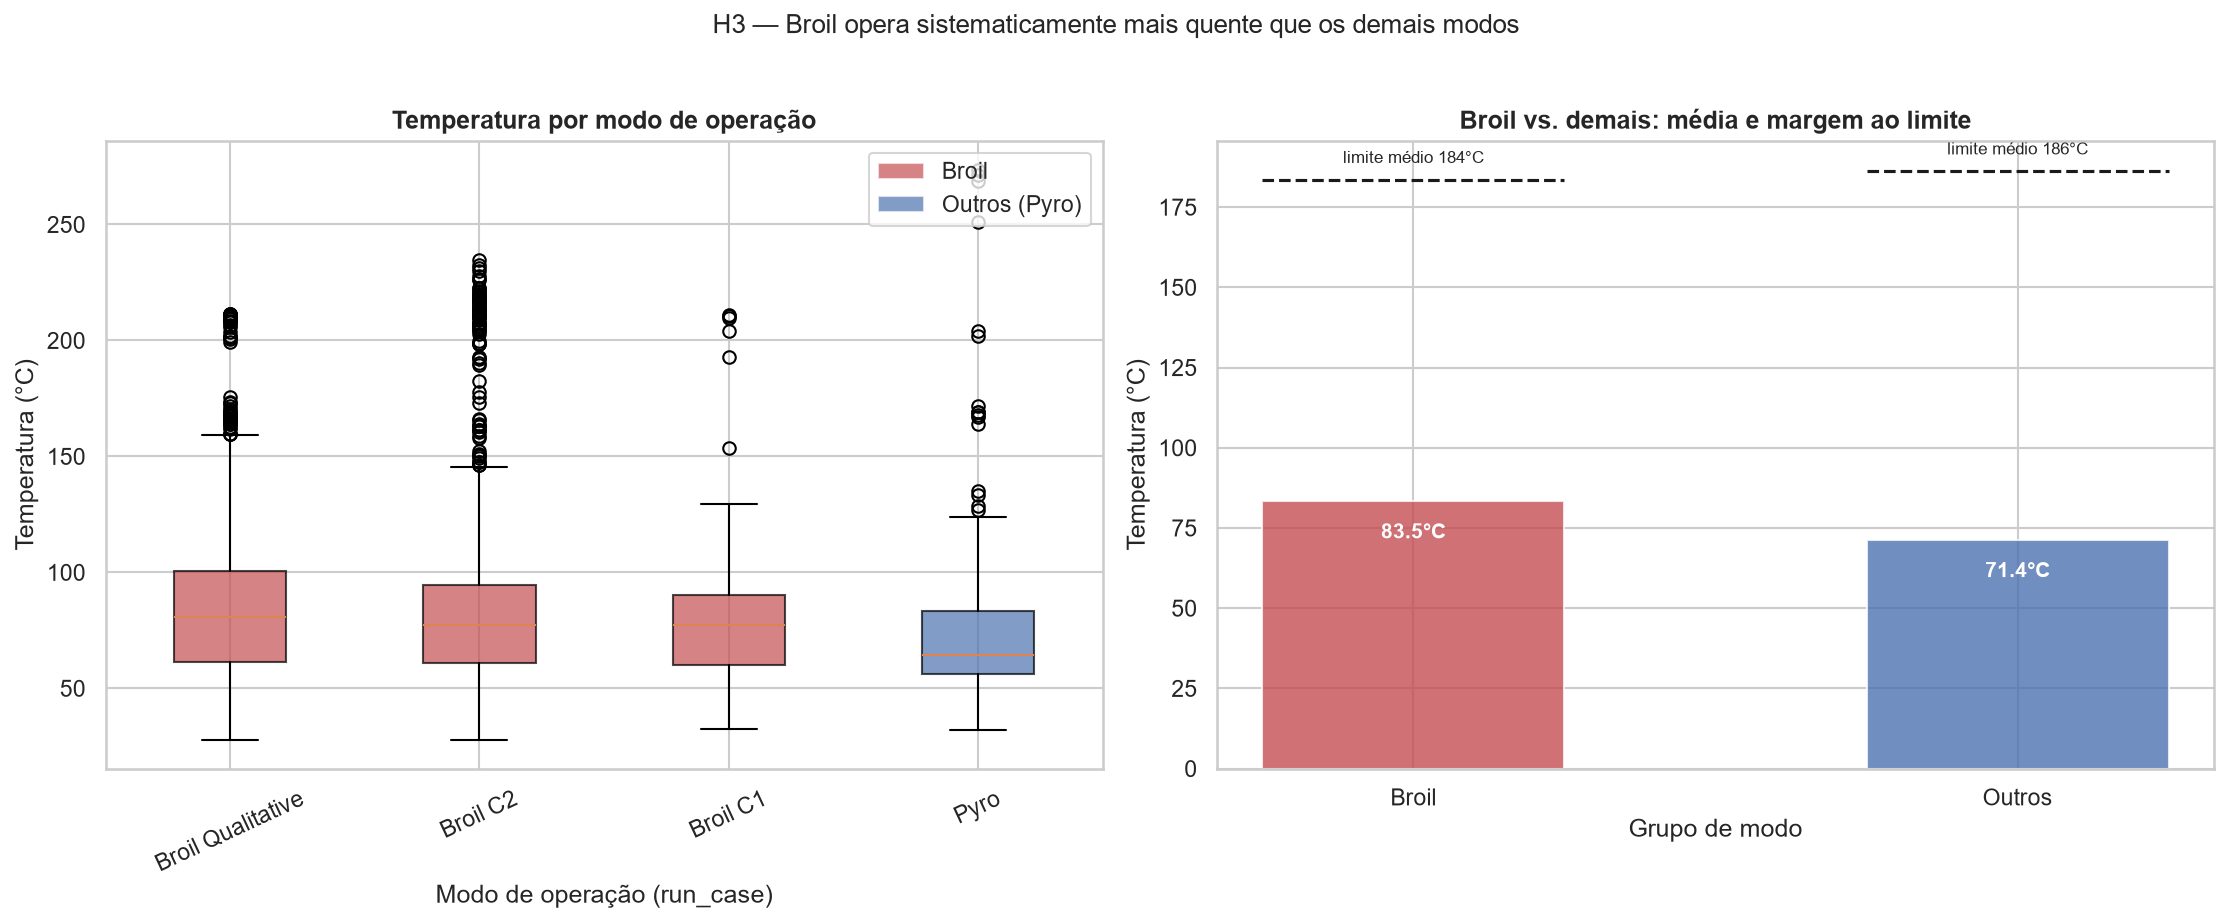 H3 — Broil opera sistematicamente mais quente que os demais modos
Temperatura por modo de operação
Temperatura (°C)
250
200
150
100
50
Broil
Outros (Pyro)
Broil Qualitative
Broil C2
Broil C1
Pyro
Modo de operação (run_case)
Broil vs. demais: média e margem ao limite
Temperatura (°C)
175
150
125
100
75
50
25
0
limite médio 184°C
limite médio 186°C
83.5°C
71.4°C
Broil
Outros
Grupo de modo